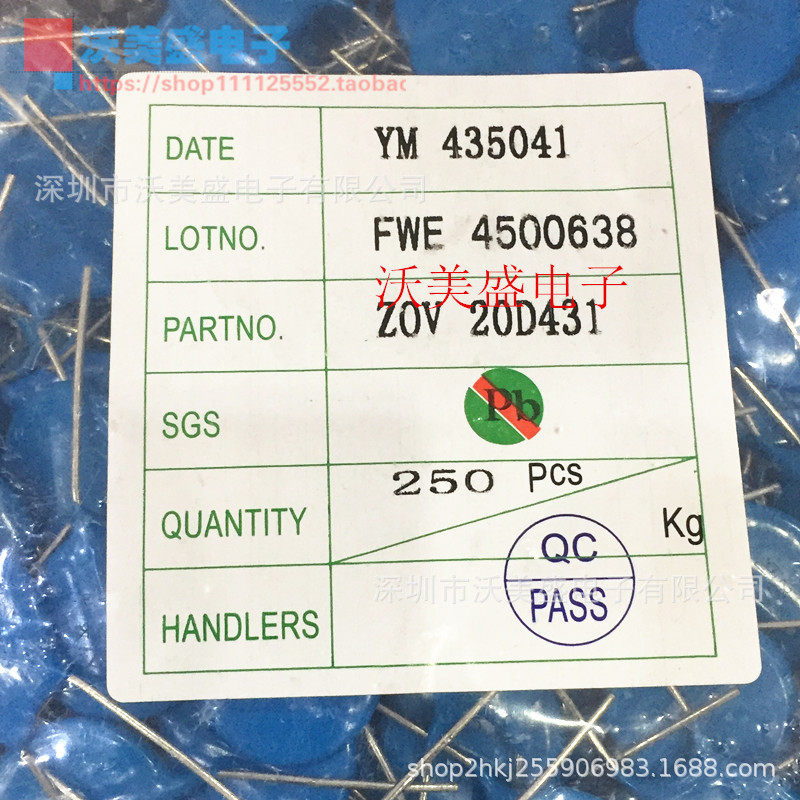 沃美盛电子
https://shop111125552.taobao
DATE YM 435041
深圳市沃美盛电子有限公司
LOTNO. FWE 4500638
沃美盛电子
PARTNO. ZOV 20D431
SGS Pb
QUANTITY 250 PCS
Kg
QC
深圳市沃美盛电子有限公司
HANDLERS PASS
shop2hkj255906983.1688.com